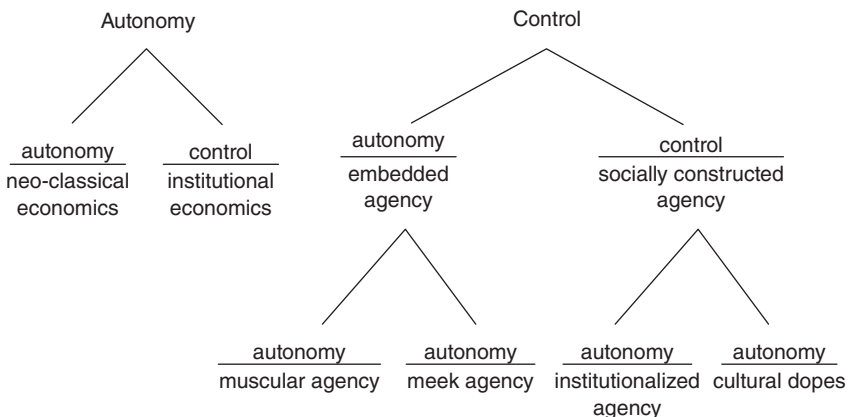 Autonomy
Control
autonomy
neo-classical
economics
control
institutional
economics
autonomy
embedded
agency
control
socially constructed
agency
autonomy
muscular agency
autonomy
meek agency
autonomy
institutionalized
agency
autonomy
cultural dopes